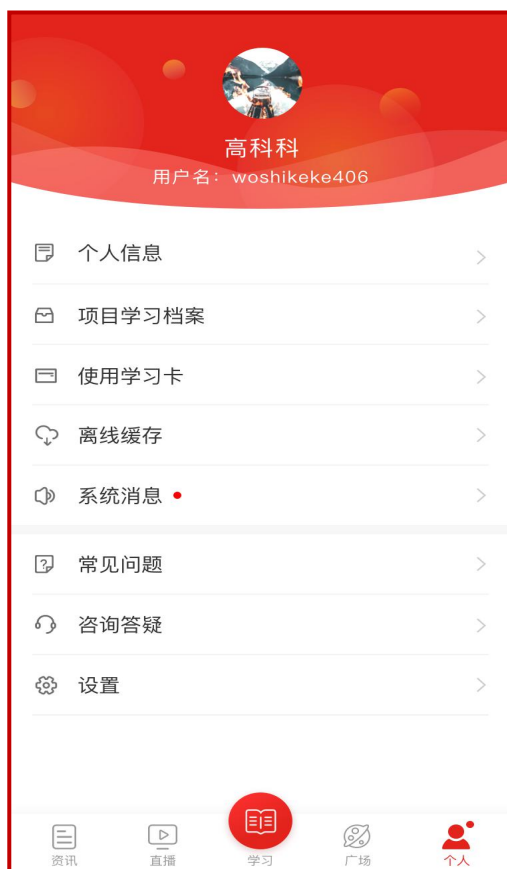 高科科
用户名：woshikeke406
个人信息
项目学习档案
使用学习卡
离线缓存
系统消息
常见问题
咨询答疑
设置
资讯 直播 学习 广场 个人